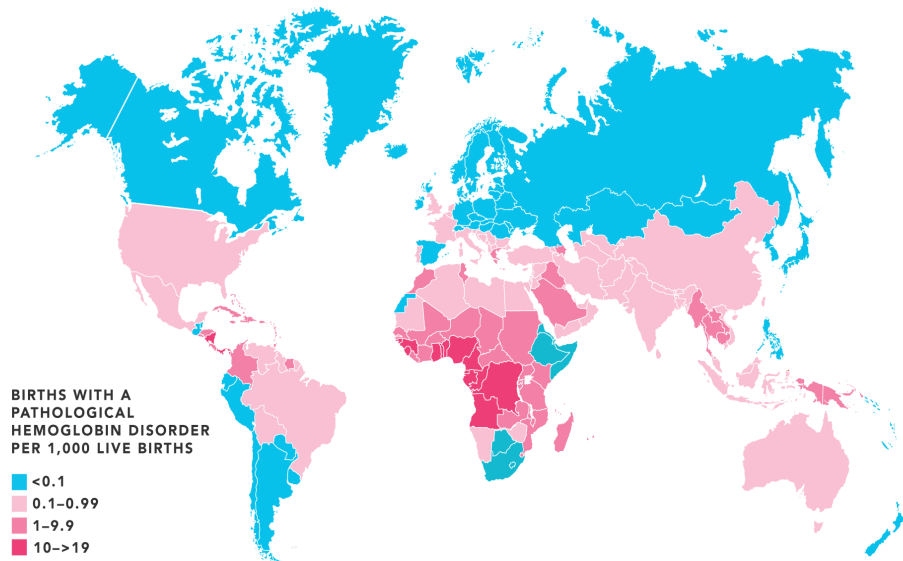 BIRTHS WITH A
PATHOLOGICAL
HEMOGLOBIN DISORDER
PER 1,000 LIVE BIRTHS
<0.1
0.1–0.99
1–9.9
10–>19